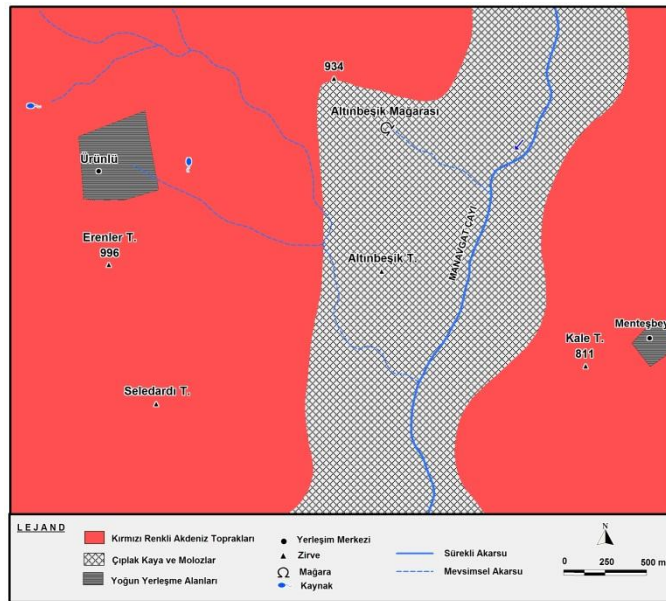 934
Altınbeşik Mağarası
Ürünlü
MANAVGAT ÇAYI
Erenler T.
996
Altınbeşik T.
Kale T.
811
Menteşbey
Seledardı T.
LEJAND
Kırmızı Renkli Akdeniz Toprakları
Çıplak Kaya ve Molozlar
Yoğun Yerleşme Alanları
Yerleşim Merkezi
Zirve
Mağara
Kaynak
Sürekli Akarsu
Mevsimsel Akarsu
N
0 250 500 m